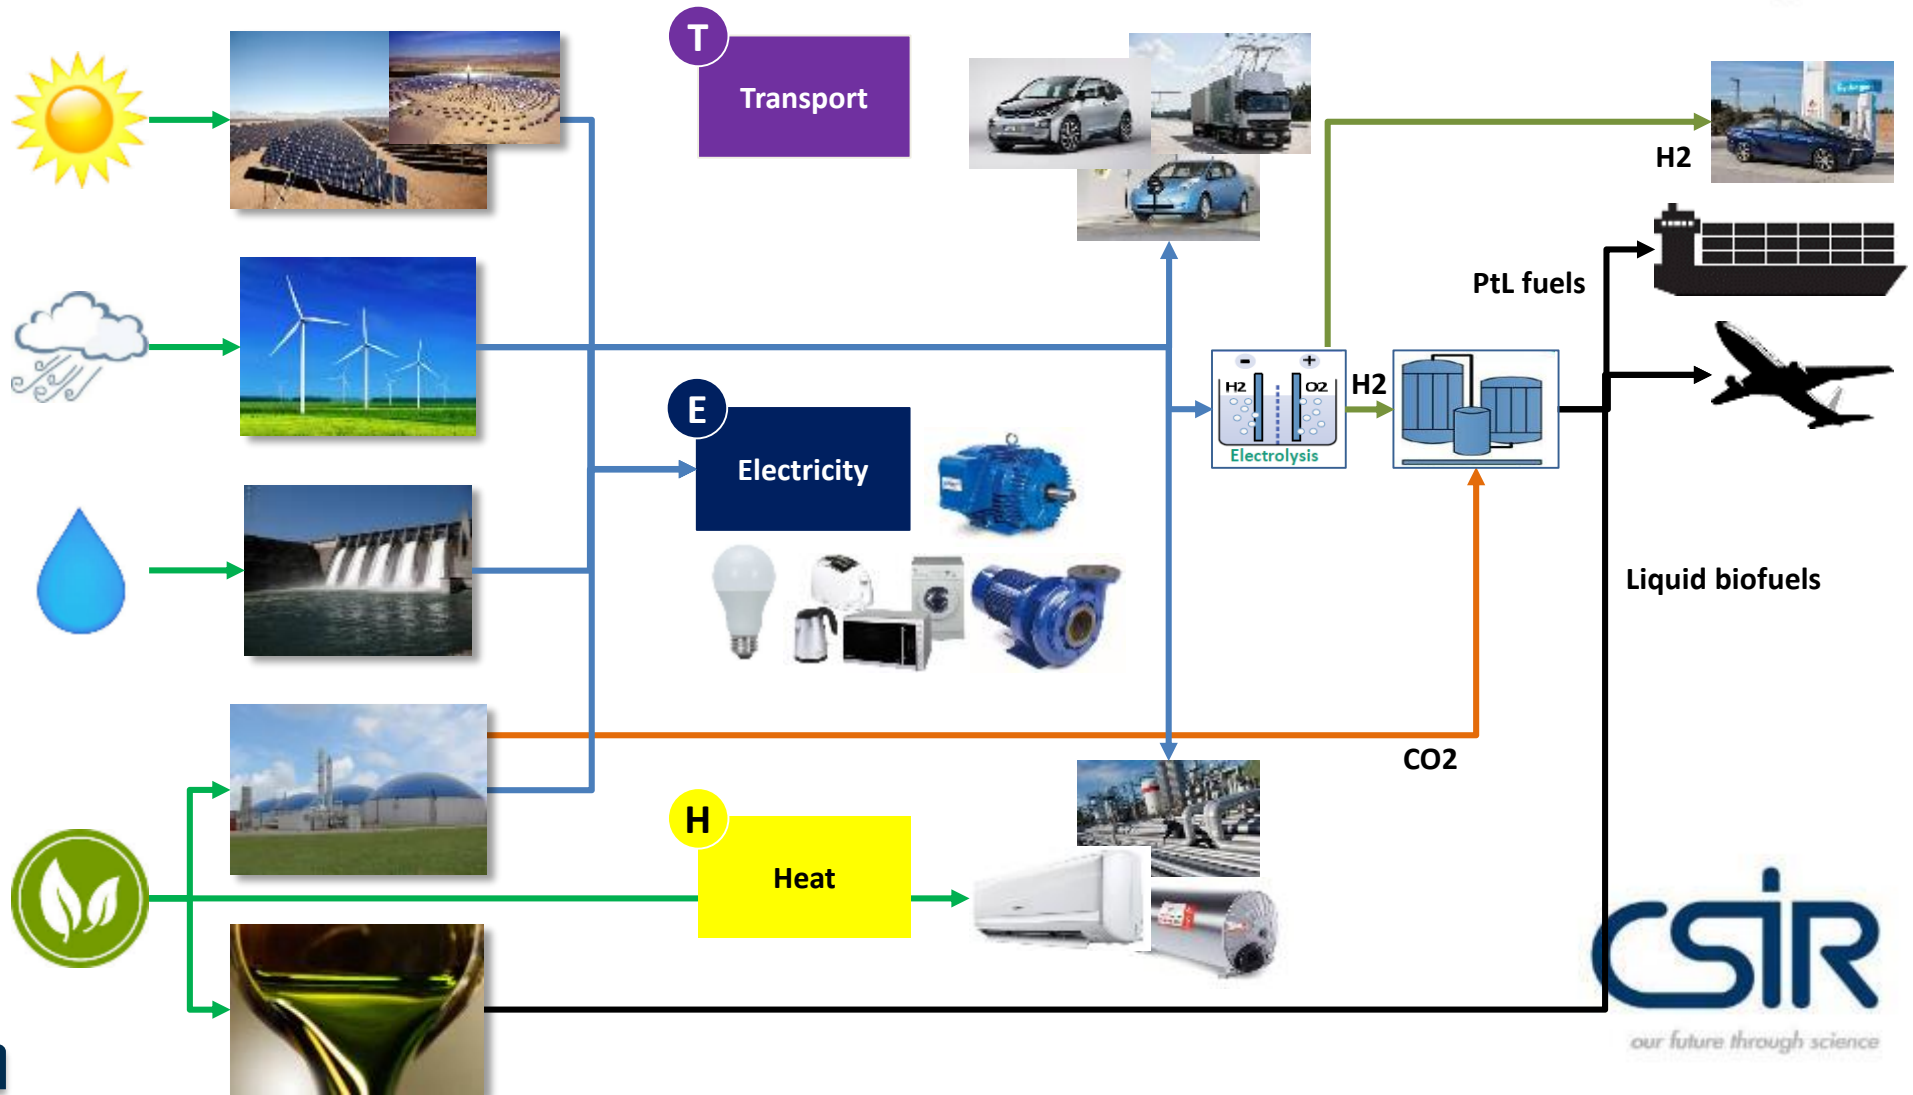 T
Transport
H2
PtL fuels
E
Electricity
-
+
H2
O2
Electrolysis
H2
Liquid biofuels
CO2
H
Heat
CSIR
our future through science